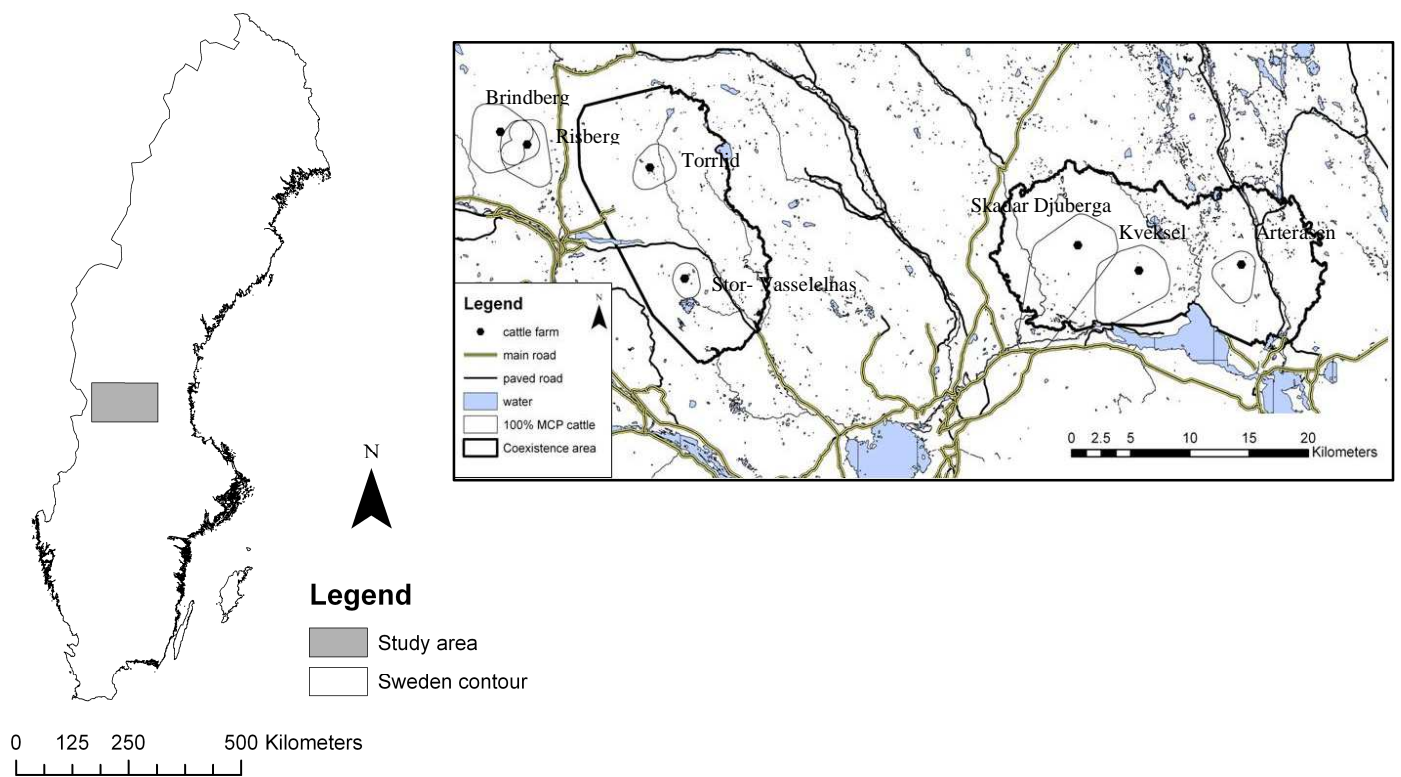 Brindberg
Risberg
Torrlid
Skadar Djuberga
Kveksel
Arterasen
Stor- Vasselelhas
Legend
N
cattle farm
main road
paved road
water
100% MCP cattle
Coexistence area
0 2.5 5 10 15 20
Kilometers
N
Legend
Study area
Sweden contour
0 125 250 500 Kilometers